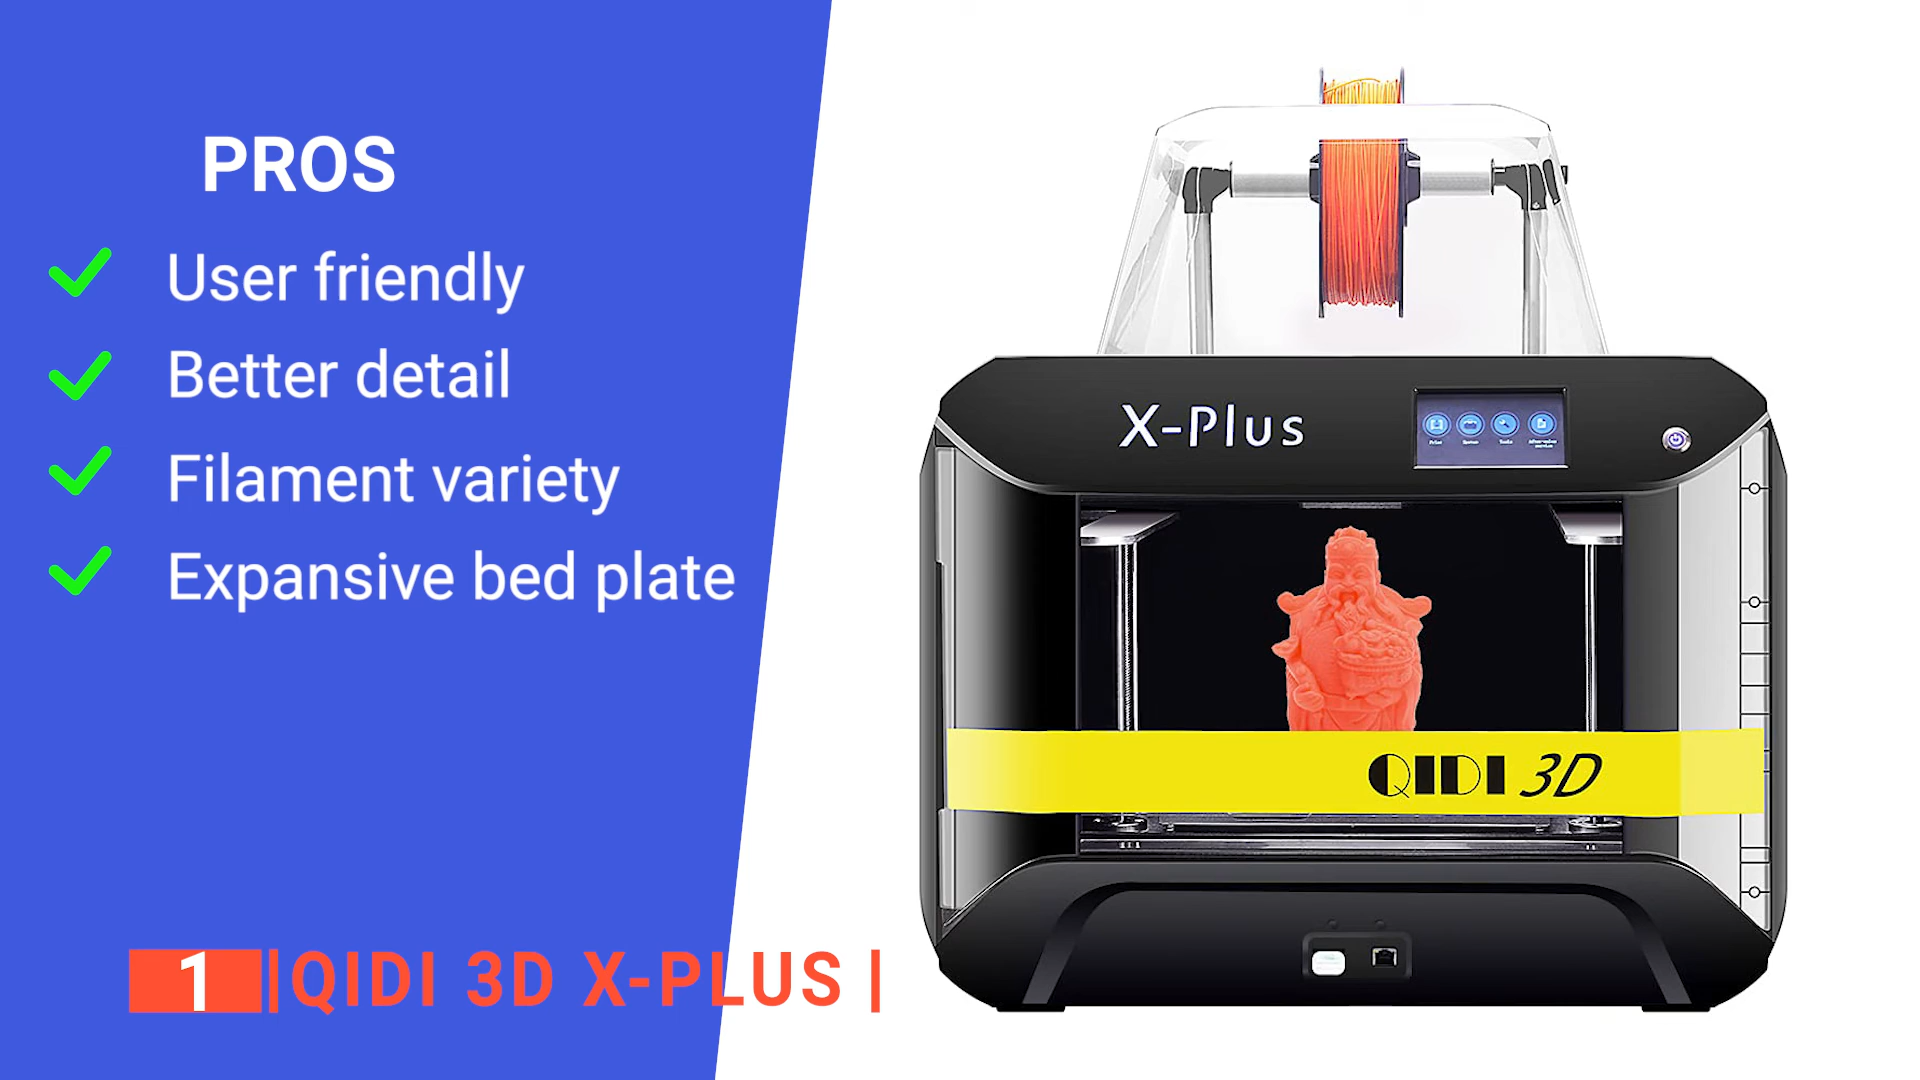 PROS
User friendly
Better detail
Filament variety
Expansive bed plate
1 |QIDI 3D X-PLUS |
X-Plus
QIDI 3D